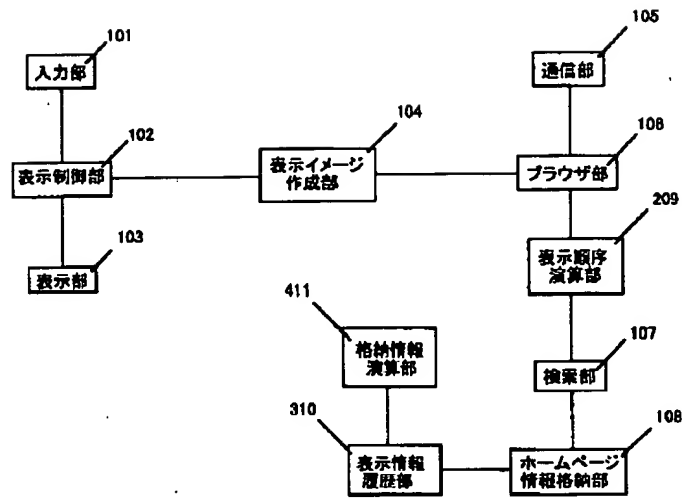 101
105
入力部
通信部
104
108
102
表示イメージ
作成部
表示制御部
ブラウザ部
209
103
表示順序
演算部
表示部
411
107
格納情報
演算部
検索部
310
108
表示情報
履歴部
ホームページ
情報格納部